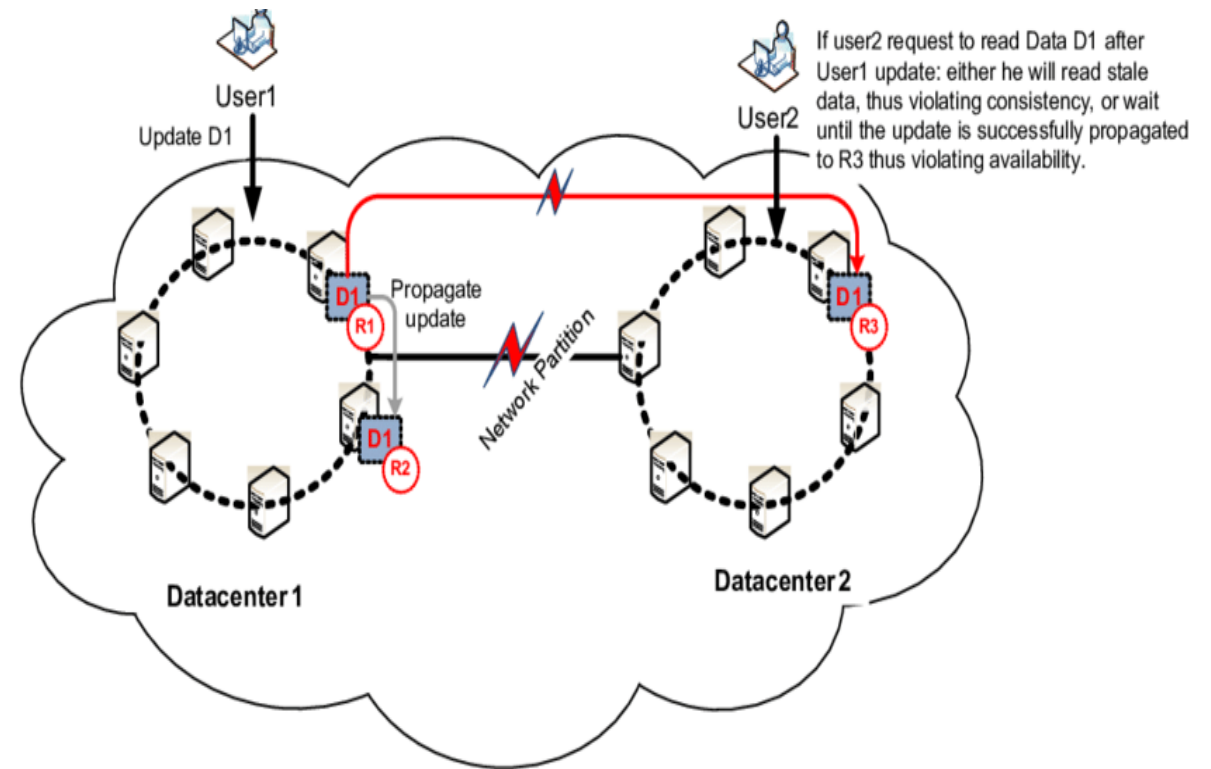 User1
Update D1
User2
If user2 request to read Data D1 after
User1 update: either he will read stale
data, thus violating consistency, or wait
until the update is successfully propagated
to R3 thus violating availability.
D1
R1
Propagate
update
D1
R2
Network Partition
D1
R3
Datacenter 1
Datacenter 2